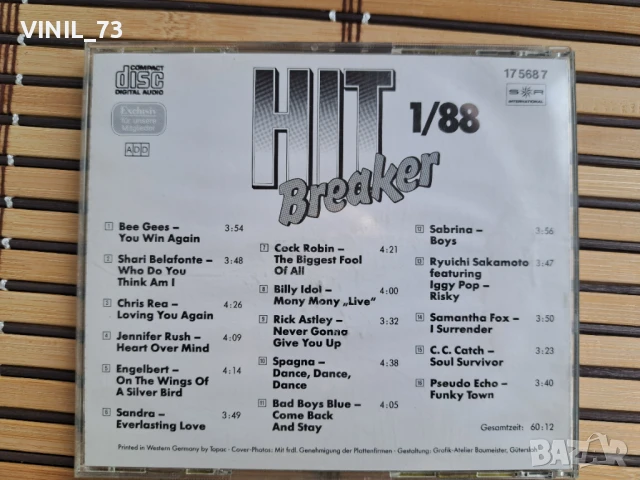 VINIL_73
COMPACT
disc
DIGITAL AUDIO
Exclusiv
für unsere
Mitglieder
ADD
HIT
Breaker
1/88
17 568 7
S R
INTERNATIONAL
1 Bee Gees – 3:54
You Win Again
2 Shari Belafonte – 3:48
Who Do You
Think Am I
3 Chris Rea – 4:26
Loving You Again
4 Jennifer Rush – 4:09
Heart Over Mind
5 Engelbert – 4:14
On The Wings Of
A Silver Bird
6 Sandra – 3:49
Everlasting Love
7 Cock Robin – 4:21
The Biggest Fool
Of All
8 Billy Idol – 4:00
Mony Mony „Live“
9 Rick Astley – 3:32
Never Gonna
Give You Up
10 Spagna – 4:38
Dance, Dance,
Dance
11 Bad Boys Blue – 4:05
Come Back
And Stay
12 Sabrina – 3:56
Boys
13 Ryuichi Sakamoto 3:47
featuring
Iggy Pop –
Risky
14 Samantha Fox – 3:50
I Surrender
15 C.C. Catch – 3:23
Soul Survivor
16 Pseudo Echo – 3:40
Funky Town
Gesamtzeit: 60:12
Printed in Western Germany by Topac · Cover-Photos: Mit frdl. Genehmigung der Plattenfirmen · Gestaltung: Grafik-Atelier Baumeister, Gütersloh
BAZAR
bg